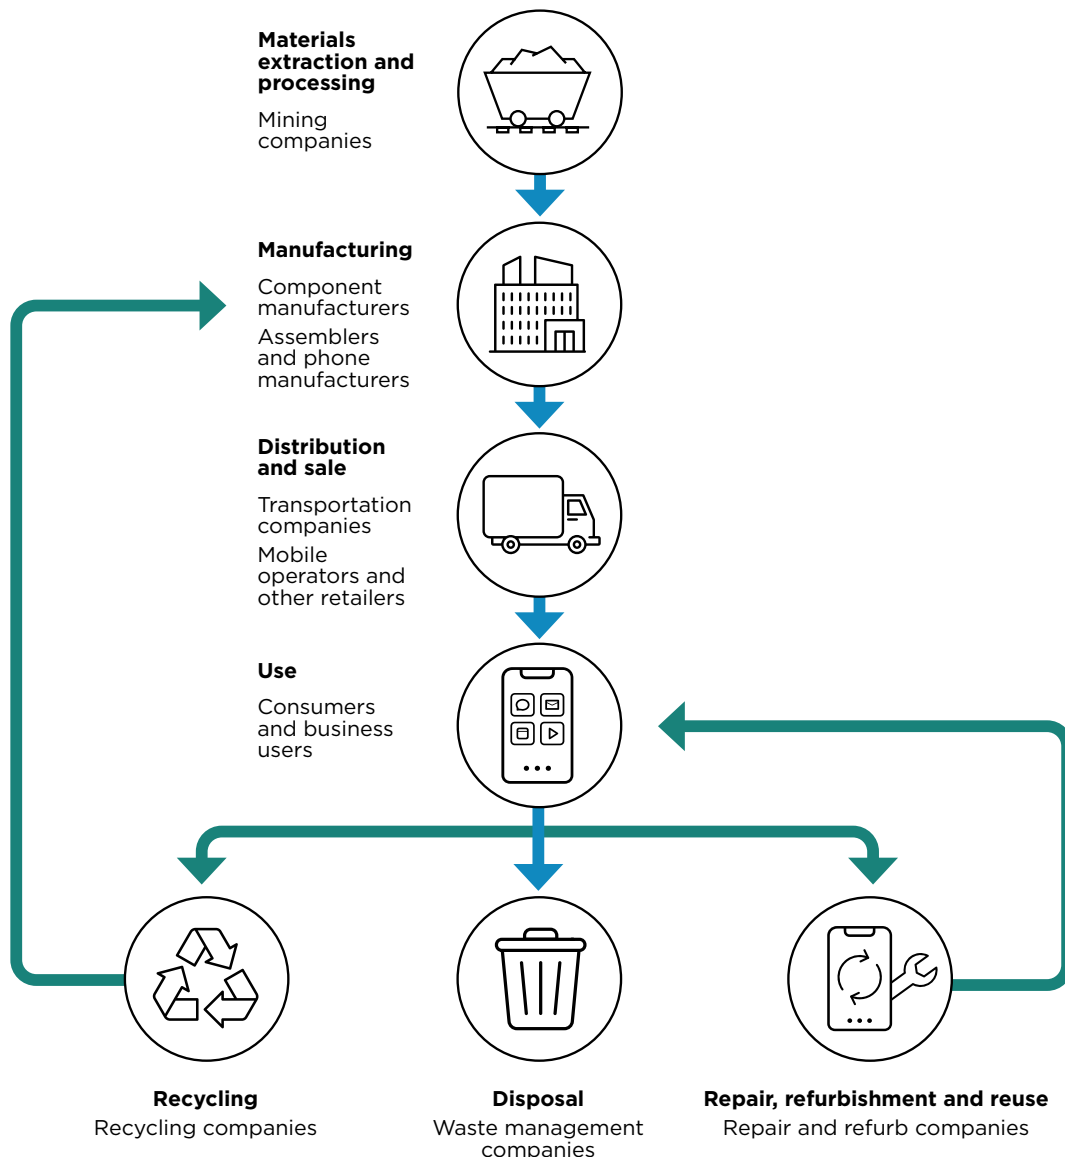 Materials
extraction and
processing
Mining
companies
Manufacturing
Component
manufacturers
Assemblers
and phone
manufacturers
Distribution
and sale
Transportation
companies
Mobile
operators and
other retailers
Use
Consumers
and business
users
Recycling
Recycling companies
Disposal
Waste management
companies
Repair, refurbishment and reuse
Repair and refurb companies